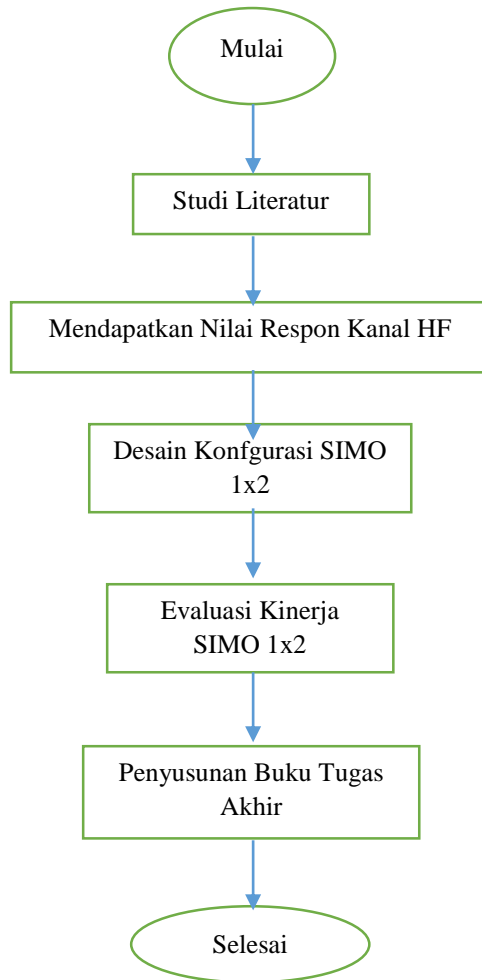 Mulai
Studi Literatur
Mendapatkan Nilai Respon Kanal HF
Desain Konfgurasi SIMO
1x2
Evaluasi Kinerja
SIMO 1x2
Penyusunan Buku Tugas
Akhir
Selesai